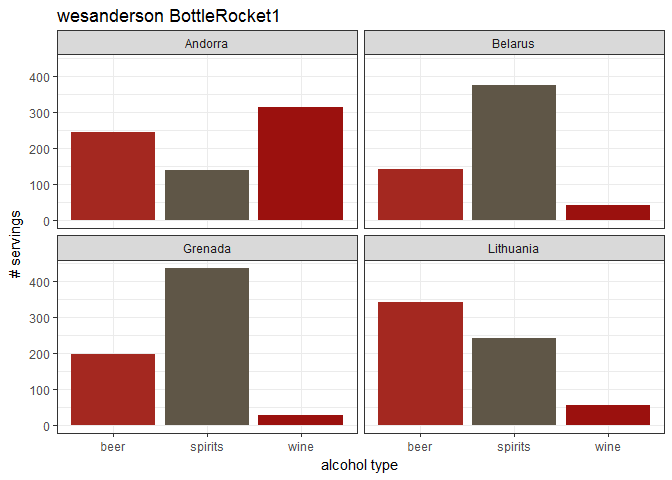 wesanderson BottleRocket1
Andorra Belarus
400
300
200
100
0
Grenada Lithuania
400
300
200
100
0
# servings
beer spirits wine beer spirits wine
alcohol type